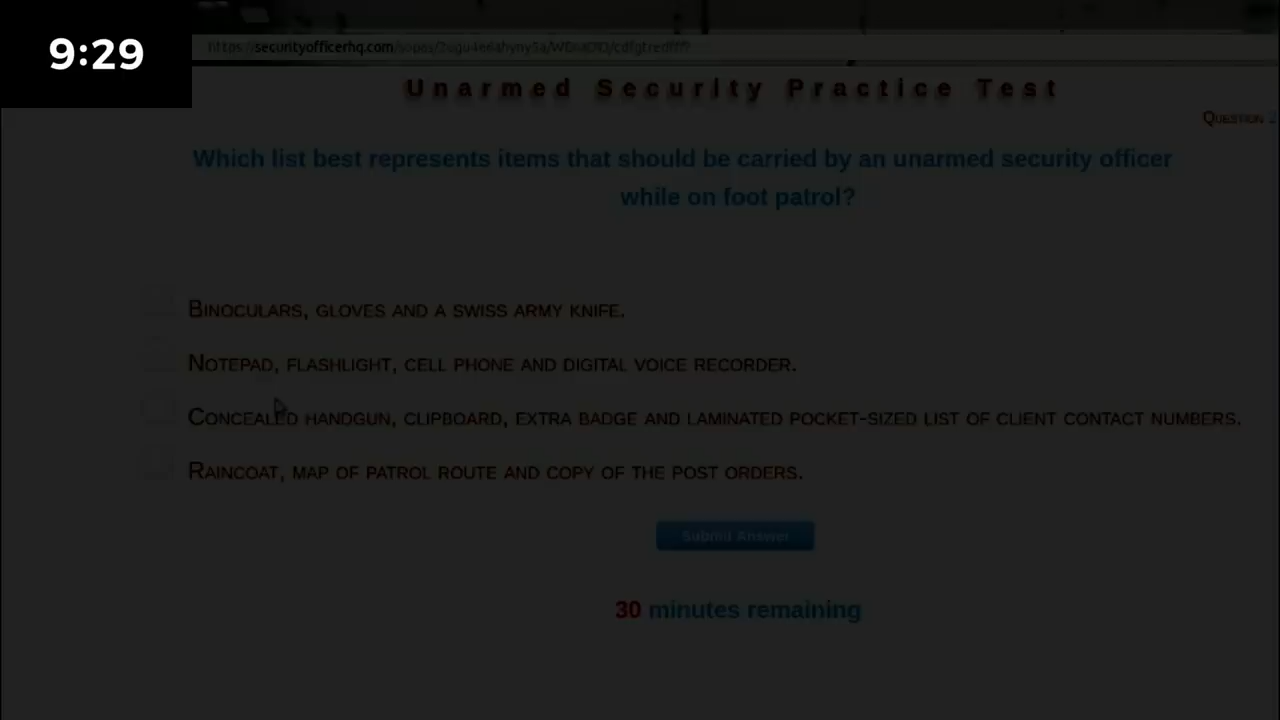 9:29
https://securityofficerhq.com
Unarmed Security Practice Test
Question
Which list best represents items that should be carried by an unarmed security officer
while on foot patrol?
Binoculars, gloves and a swiss army knife.
Notepad, flashlight, cell phone and digital voice recorder.
Concealed handgun, clipboard, extra badge and laminated pocket-sized list of client contact numbers.
Raincoat, map of patrol route and copy of the post orders.
Submit Answer
30 minutes remaining